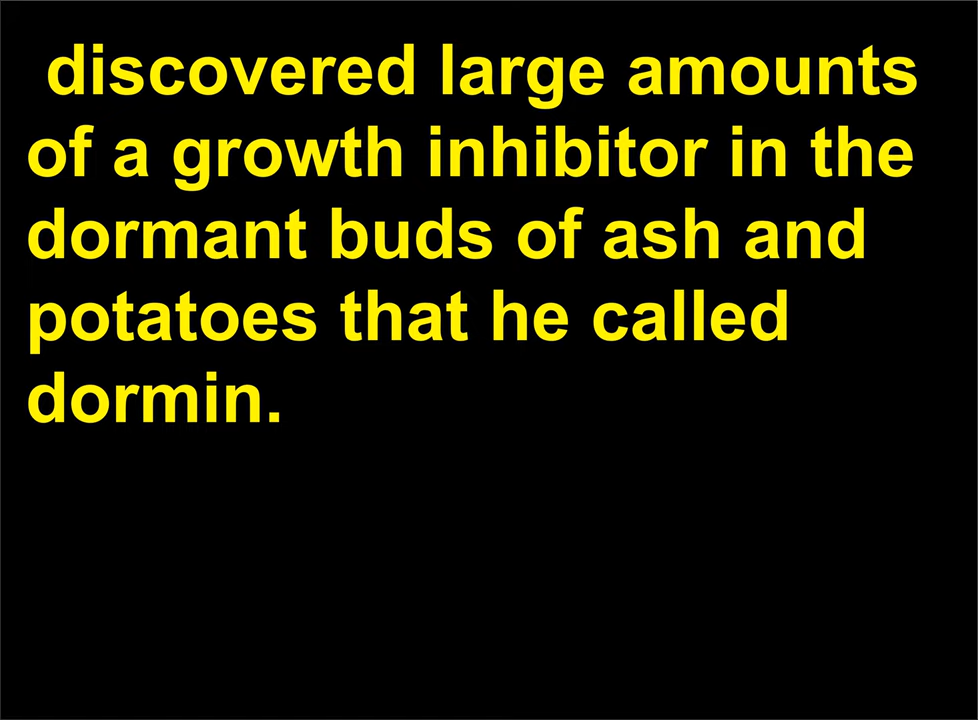 discovered large amounts
of a growth inhibitor in the
dormant buds of ash and
potatoes that he called
dormin.